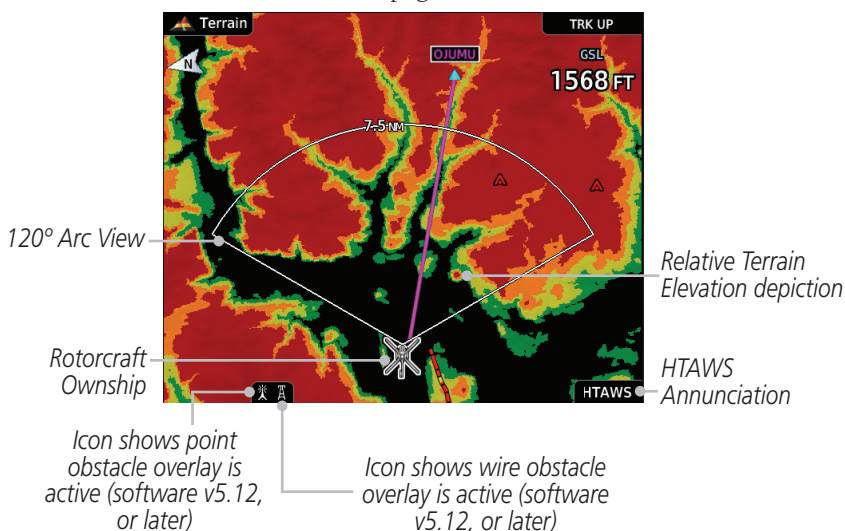 Terrain
TRK UP
N
OJUMU
GSL
1568 FT
7.5 NM
120º Arc View
Relative Terrain
Elevation depiction
Rotorcraft
Ownship
HTAWS
Annunciation
HTAWS
Icon shows point
obstacle overlay is
active (software v5.12,
or later)
Icon shows wire obstacle
overlay is active (software
v5.12, or later)